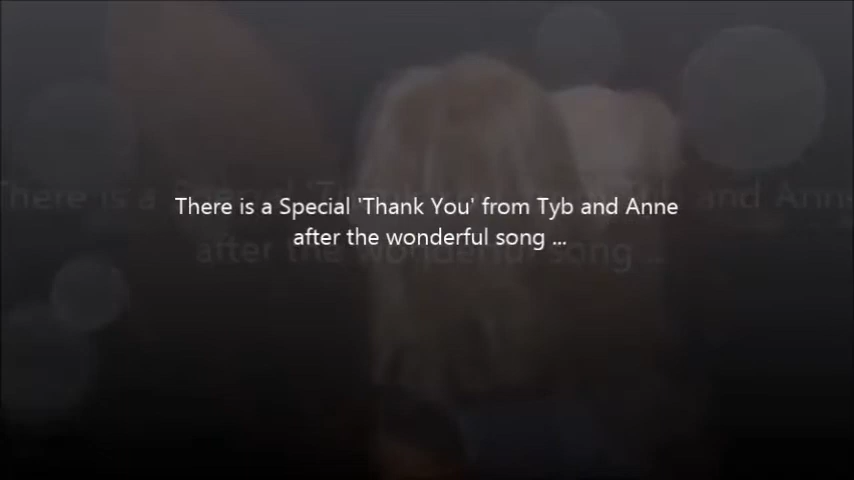 There is a Special 'Thank You' from Tyb and Anne
after the wonderful song ...